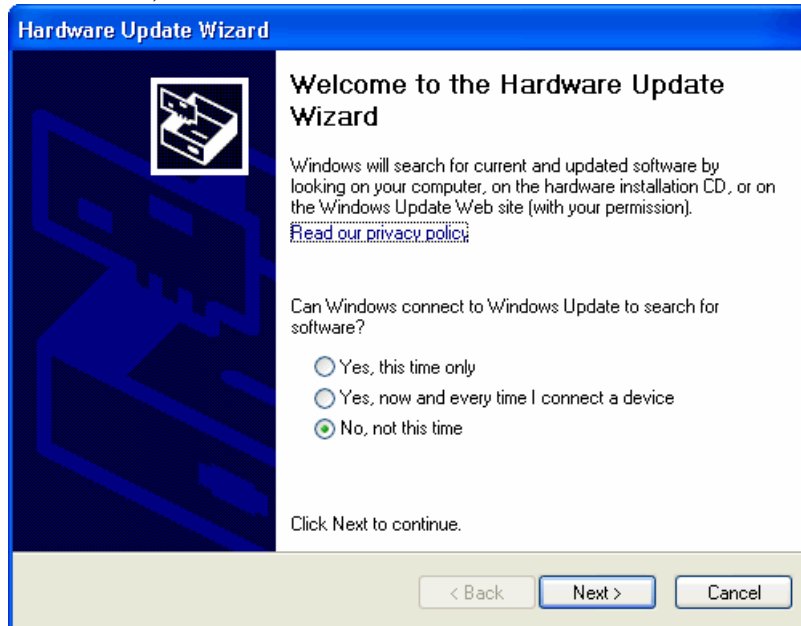 Hardware Update Wizard
Welcome to the Hardware Update
Wizard
Windows will search for current and updated software by
looking on your computer, on the hardware installation CD, or on
the Windows Update Web site (with your permission).
Read our privacy policy
Can Windows connect to Windows Update to search for
software?
Yes, this time only
Yes, now and every time I connect a device
No, not this time
Click Next to continue.
< Back
Next >
Cancel